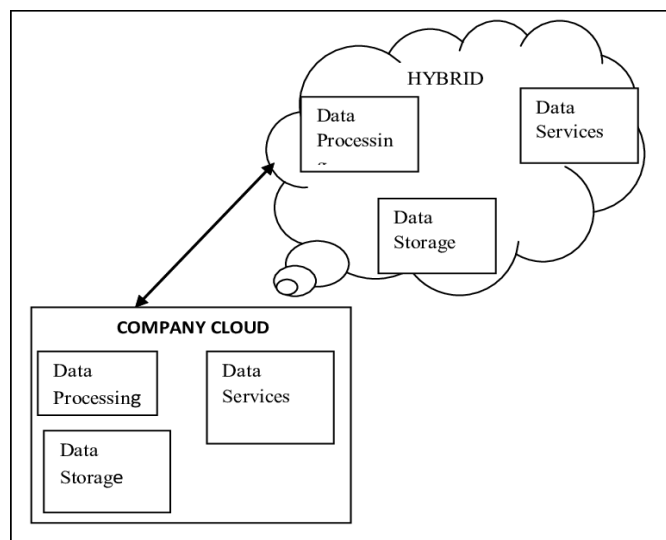 HYBRID
Data
Processin
Data
Services
Data
Storage
COMPANY CLOUD
Data
Processing
Data
Services
Data
Storage